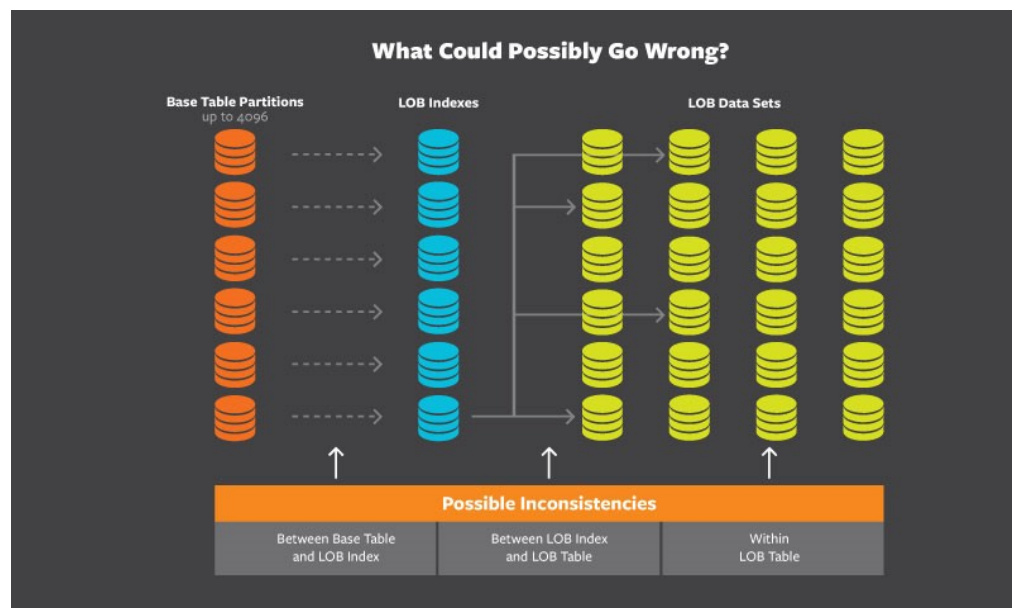 What Could Possibly Go Wrong?
Base Table Partitions
up to 4096
LOB Indexes
LOB Data Sets
Possible Inconsistencies
Between Base Table
and LOB Index
Between LOB Index
and LOB Table
Within
LOB Table